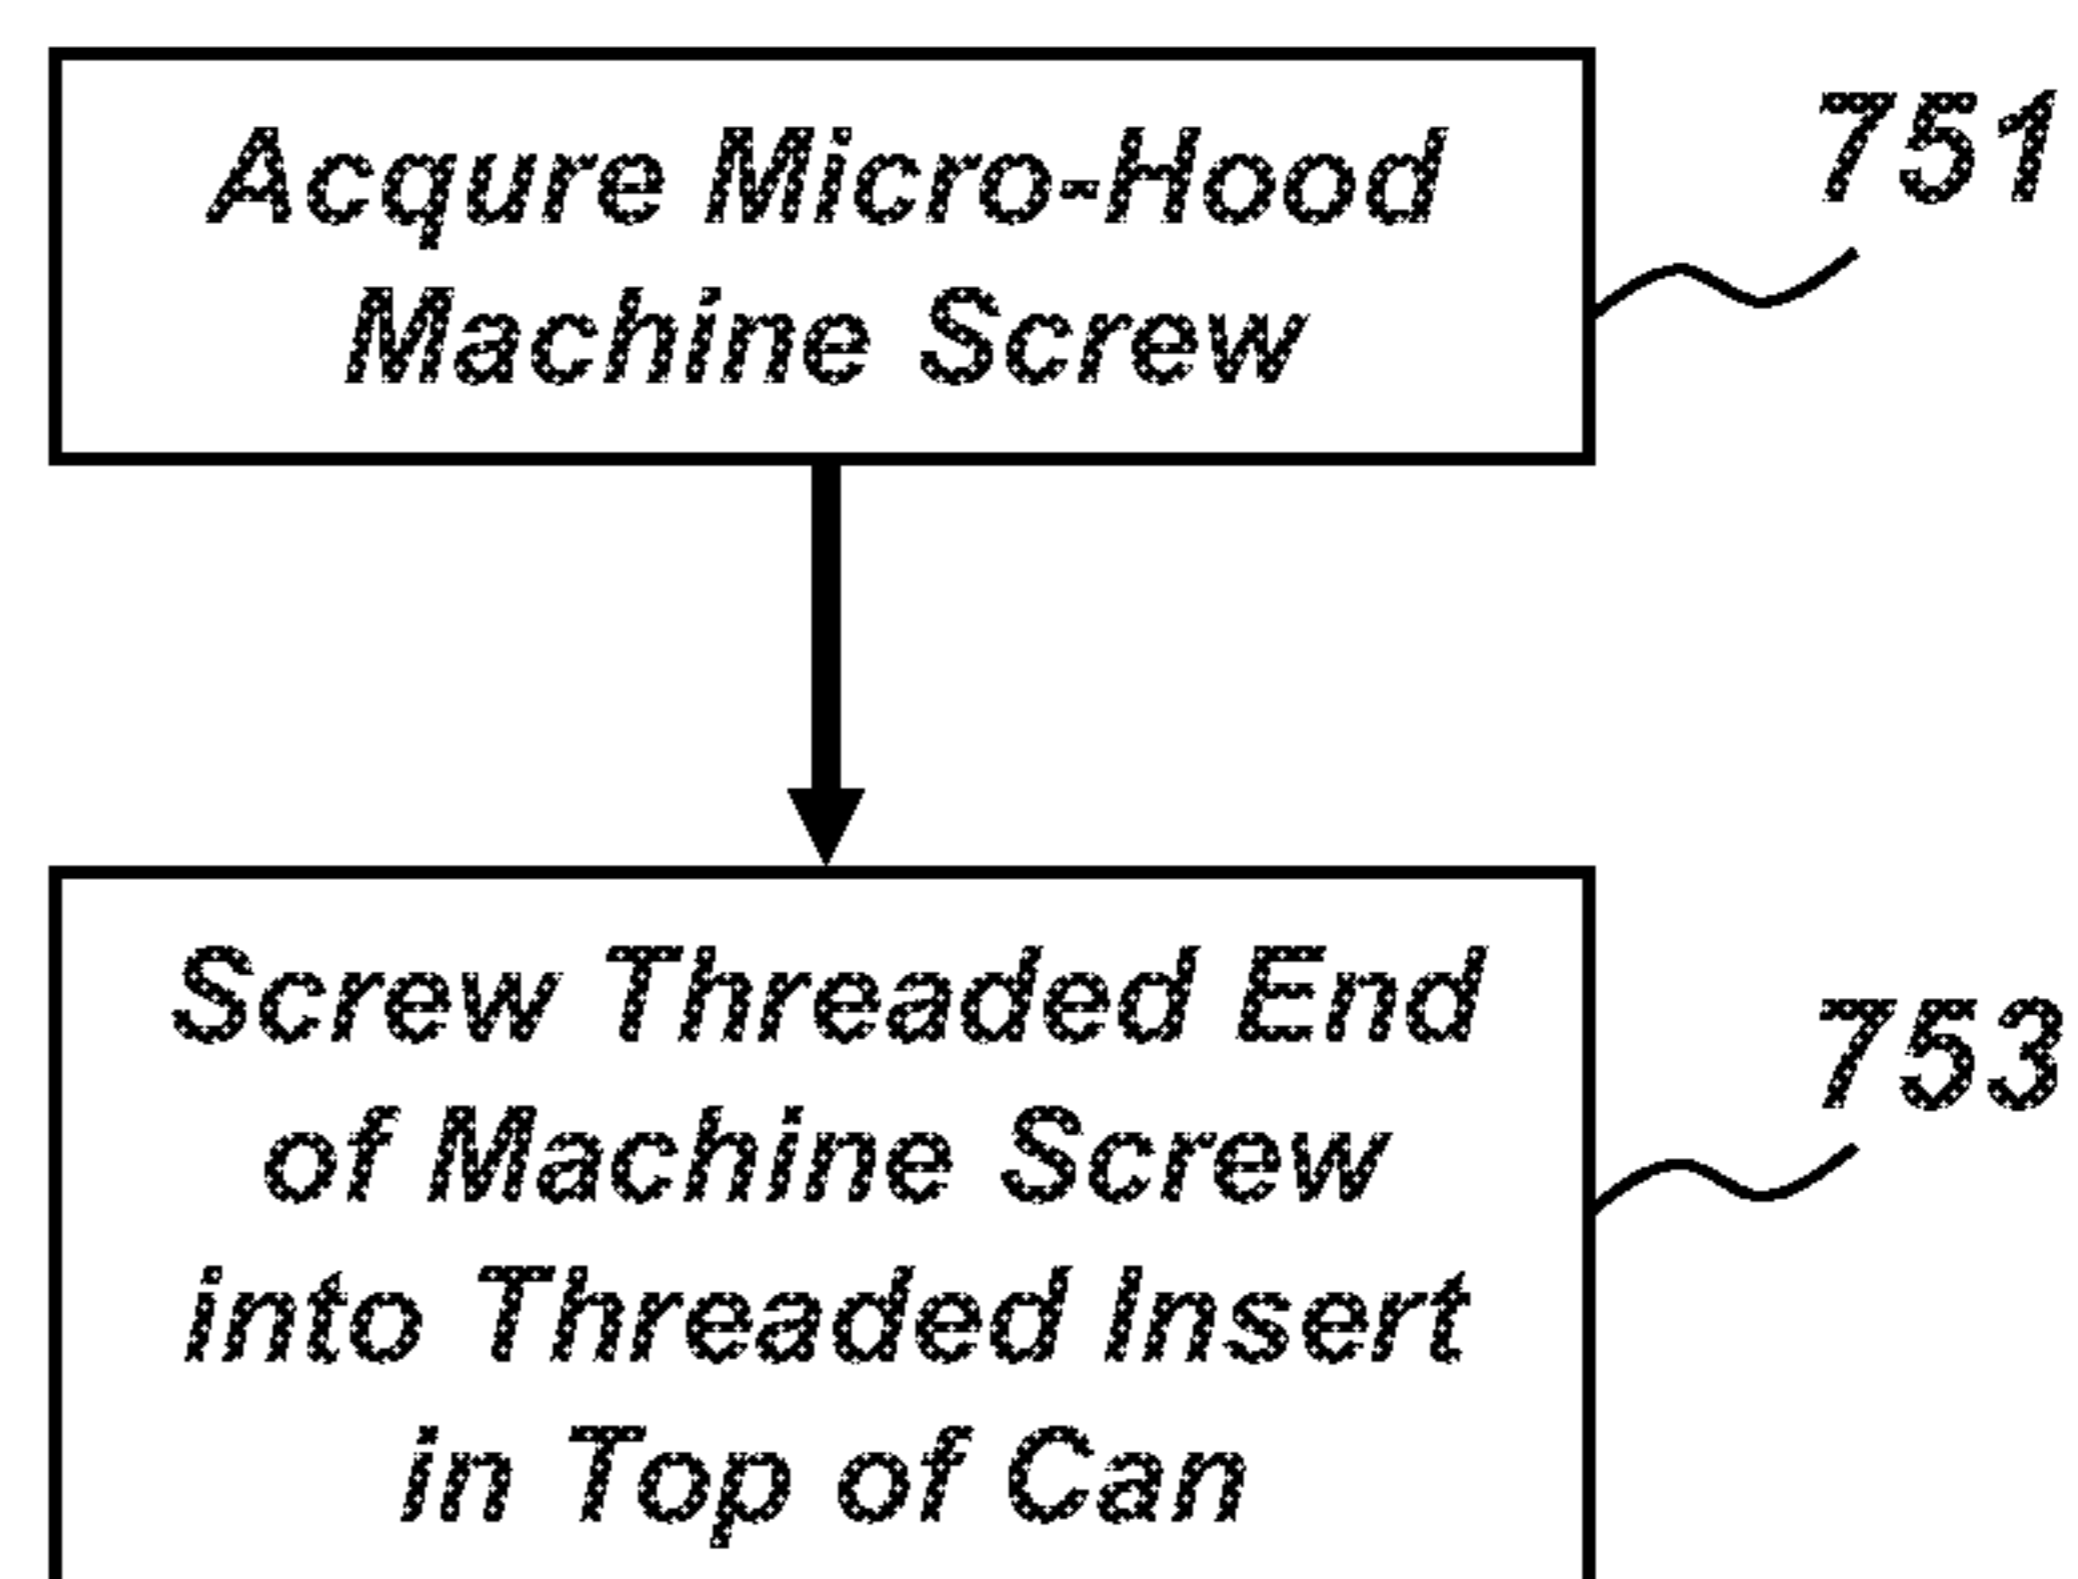 Acqure Micro-Hood
Machine Screw
751
Screw Threaded End
of Machine Screw
into Threaded Insert
in Top of Can
753